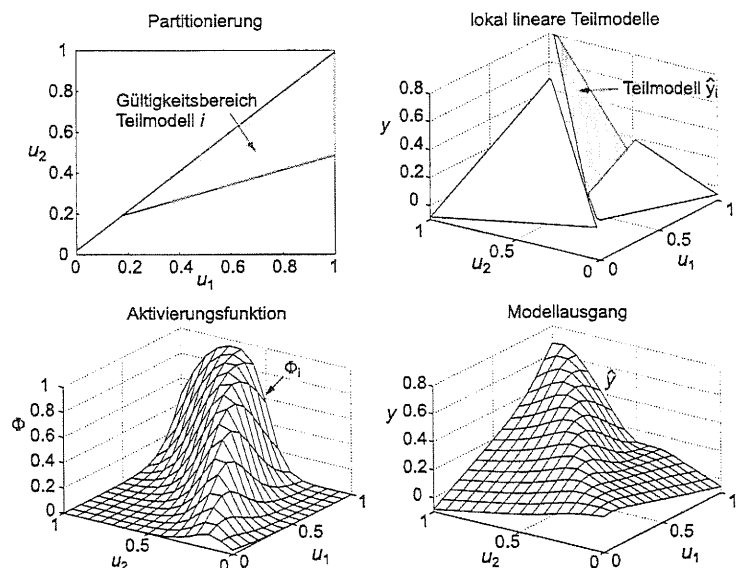 Partitionierung
1
0.8
0.6
0.4
0.2
0
u₂
Gültigkeitsbereich
Teilmodell i
0
0.2
0.4
0.6
0.8
1
u₁
lokal lineare Teilmodelle
0.8
0.6
0.4
0.2
0
y
Teilmodell ŷᵢ
1
0.5
0
u₂
0
0.5
1
u₁
Aktivierungsfunktion
1
0.8
0.6
0.4
0.2
0
Φ
Φᵢ
1
0.5
0
u₂
0
0.5
1
u₁
Modellausgang
0.8
0.6
0.4
0.2
0
y
ŷ
1
0.5
0
u₂
0
0.5
1
u₁